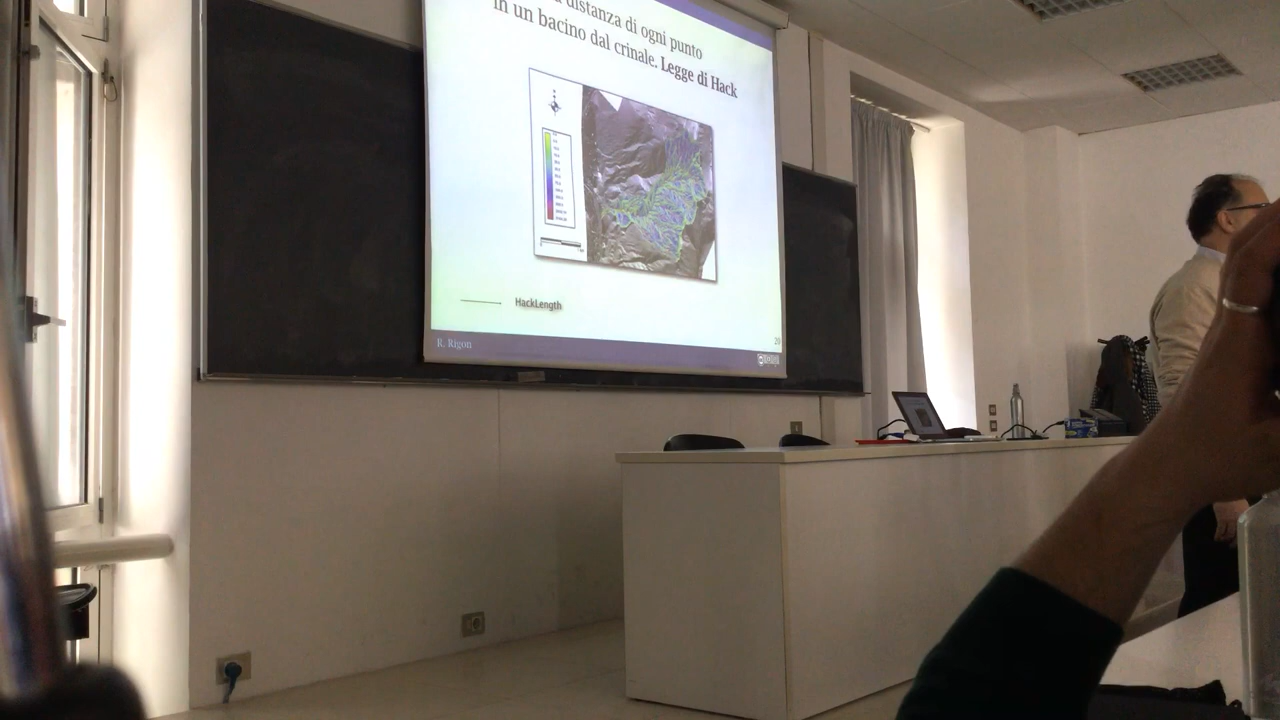 distanza di ogni punto
in un bacino dal crinale. Legge di Hack
HackLength
R. Rigon
29